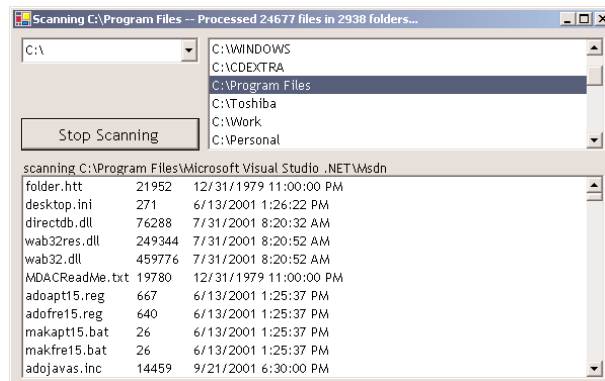 Scanning C:\Program Files -- Processed 24677 files in 2938 folders...
C:\
C:\WINDOWS
C:\CDEXTRA
C:\Program Files
C:\Toshiba
C:\Work
C:\Personal
Stop Scanning
scanning C:\Program Files\Microsoft Visual Studio .NET\Msdn
folder.htt 21952 12/31/1979 11:00:00 PM
desktop.ini 271 6/13/2001 1:26:22 PM
directdb.dll 76288 7/31/2001 8:20:32 AM
wab32res.dll 249344 7/31/2001 8:20:52 AM
wab32.dll 459776 7/31/2001 8:20:52 AM
MDACReadMe.txt 19780 12/31/1979 11:00:00 PM
adoapt15.reg 667 6/13/2001 1:25:37 PM
adofre15.reg 640 6/13/2001 1:25:37 PM
makapt15.bat 26 6/13/2001 1:25:37 PM
makfre15.bat 26 6/13/2001 1:25:37 PM
adojavas.inc 14459 9/21/2001 6:30:00 PM